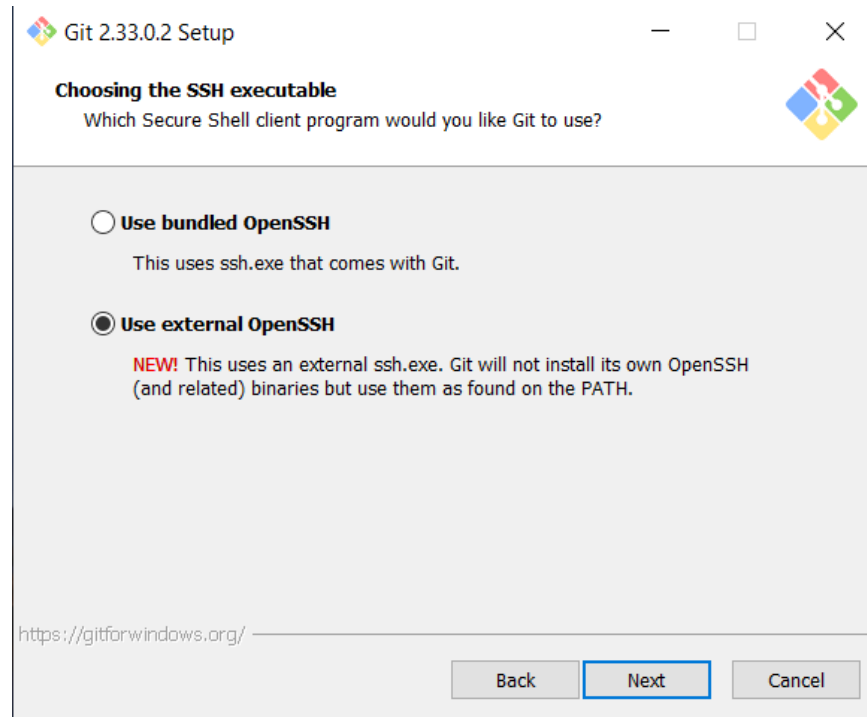 Git 2.33.0.2 Setup
Choosing the SSH executable
Which Secure Shell client program would you like Git to use?
Use bundled OpenSSH
This uses ssh.exe that comes with Git.
Use external OpenSSH
NEW! This uses an external ssh.exe. Git will not install its own OpenSSH
(and related) binaries but use them as found on the PATH.
https://gitforwindows.org/
Back Next Cancel